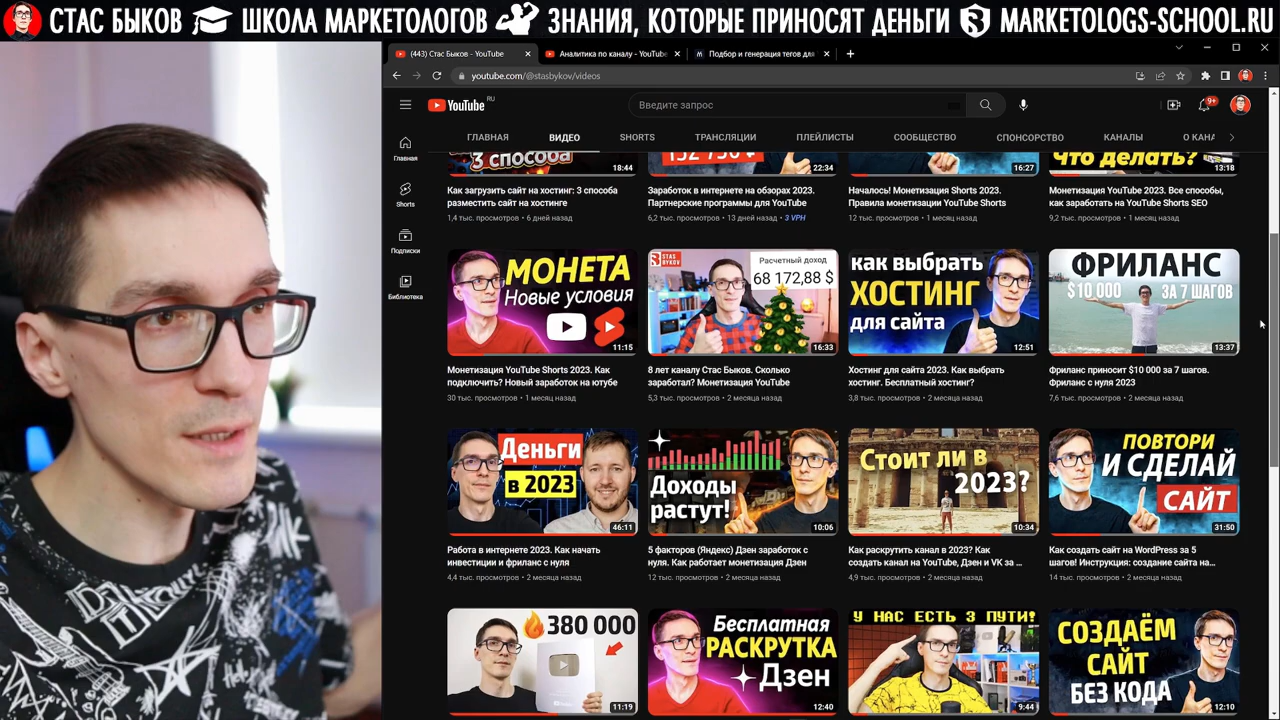 СТАС БЫКОВ ШКОЛА МАРКЕТОЛОГОВ ЗНАНИЯ, КОТОРЫЕ ПРИНОСЯТ ДЕНЬГИ MARKETOLOGS-SCHOOL.RU
(443) Стас Быков - YouTube
Аналитика по каналу - YouTube
Подбор и генерация тегов для
youtube.com/@stasbykov/videos
YouTube RU
Введите запрос
9+
ГЛАВНАЯ ВИДЕО SHORTS ТРАНСЛЯЦИИ ПЛЕЙЛИСТЫ СООБЩЕСТВО СПОНСОРСТВО КАНАЛЫ О КАНА
Главная
Shorts
Подписки
Библиотека
3 способа
18:44
132 750 ₽
22:34
16:27
Что делать?
13:18
Как загрузить сайт на хостинг: 3 способа
разместить сайт на хостинге
1,4 тыс. просмотров • 6 дней назад
Заработок в интернете на обзорах 2023.
Партнерские программы для YouTube
6,2 тыс. просмотров • 13 дней назад • 3 VPH
Началось! Монетизация Shorts 2023.
Правила монетизации YouTube Shorts
12 тыс. просмотров • 1 месяц назад
Монетизация YouTube 2023. Все способы,
как заработать на YouTube Shorts SEO
9,2 тыс. просмотров • 1 месяц назад
МОНЕТА
Новые условия
11:15
STAS
BYKOV
Расчетный доход
68 172,88 $
16:33
как выбрать
ХОСТИНГ
для сайта
12:51
ФРИЛАНС
$10 000 ЗА 7 ШАГОВ
13:37
Монетизация YouTube Shorts 2023. Как
подключить? Новый заработок на ютубе
30 тыс. просмотров • 1 месяц назад
8 лет каналу Стас Быков. Сколько
заработал? Монетизация YouTube
5,3 тыс. просмотров • 2 месяца назад
Хостинг для сайта 2023. Как выбрать
хостинг. Бесплатный хостинг?
3,8 тыс. просмотров • 2 месяца назад
Фриланс приносит $10 000 за 7 шагов.
Фриланс с нуля 2023
7,6 тыс. просмотров • 2 месяца назад
Деньги
в 2023
46:11
Доходы
растут!
10:06
Стоит ли в
2023?
10:34
ПОВТОРИ
И СДЕЛАЙ
САЙТ
31:50
Работа в интернете 2023. Как начать
инвестиции и фриланс с нуля
4,4 тыс. просмотров • 2 месяца назад
5 факторов (Яндекс) Дзен заработок с
нуля. Как работает монетизация Дзен
12 тыс. просмотров • 2 месяца назад
Как раскрутить канал в 2023? Как
создать канал на YouTube, Дзен и VK за ...
4,9 тыс. просмотров • 2 месяца назад
Как создать сайт на WordPress за 5
шагов! Инструкция: создание сайта на...
14 тыс. просмотров • 2 месяца назад
380 000
11:19
Бесплатная
РАСКРУТКА
Дзен
12:40
У НАС ЕСТЬ 3 ПУТИ!
9:44
СОЗДАЁМ
САЙТ
БЕЗ КОДА
12:10